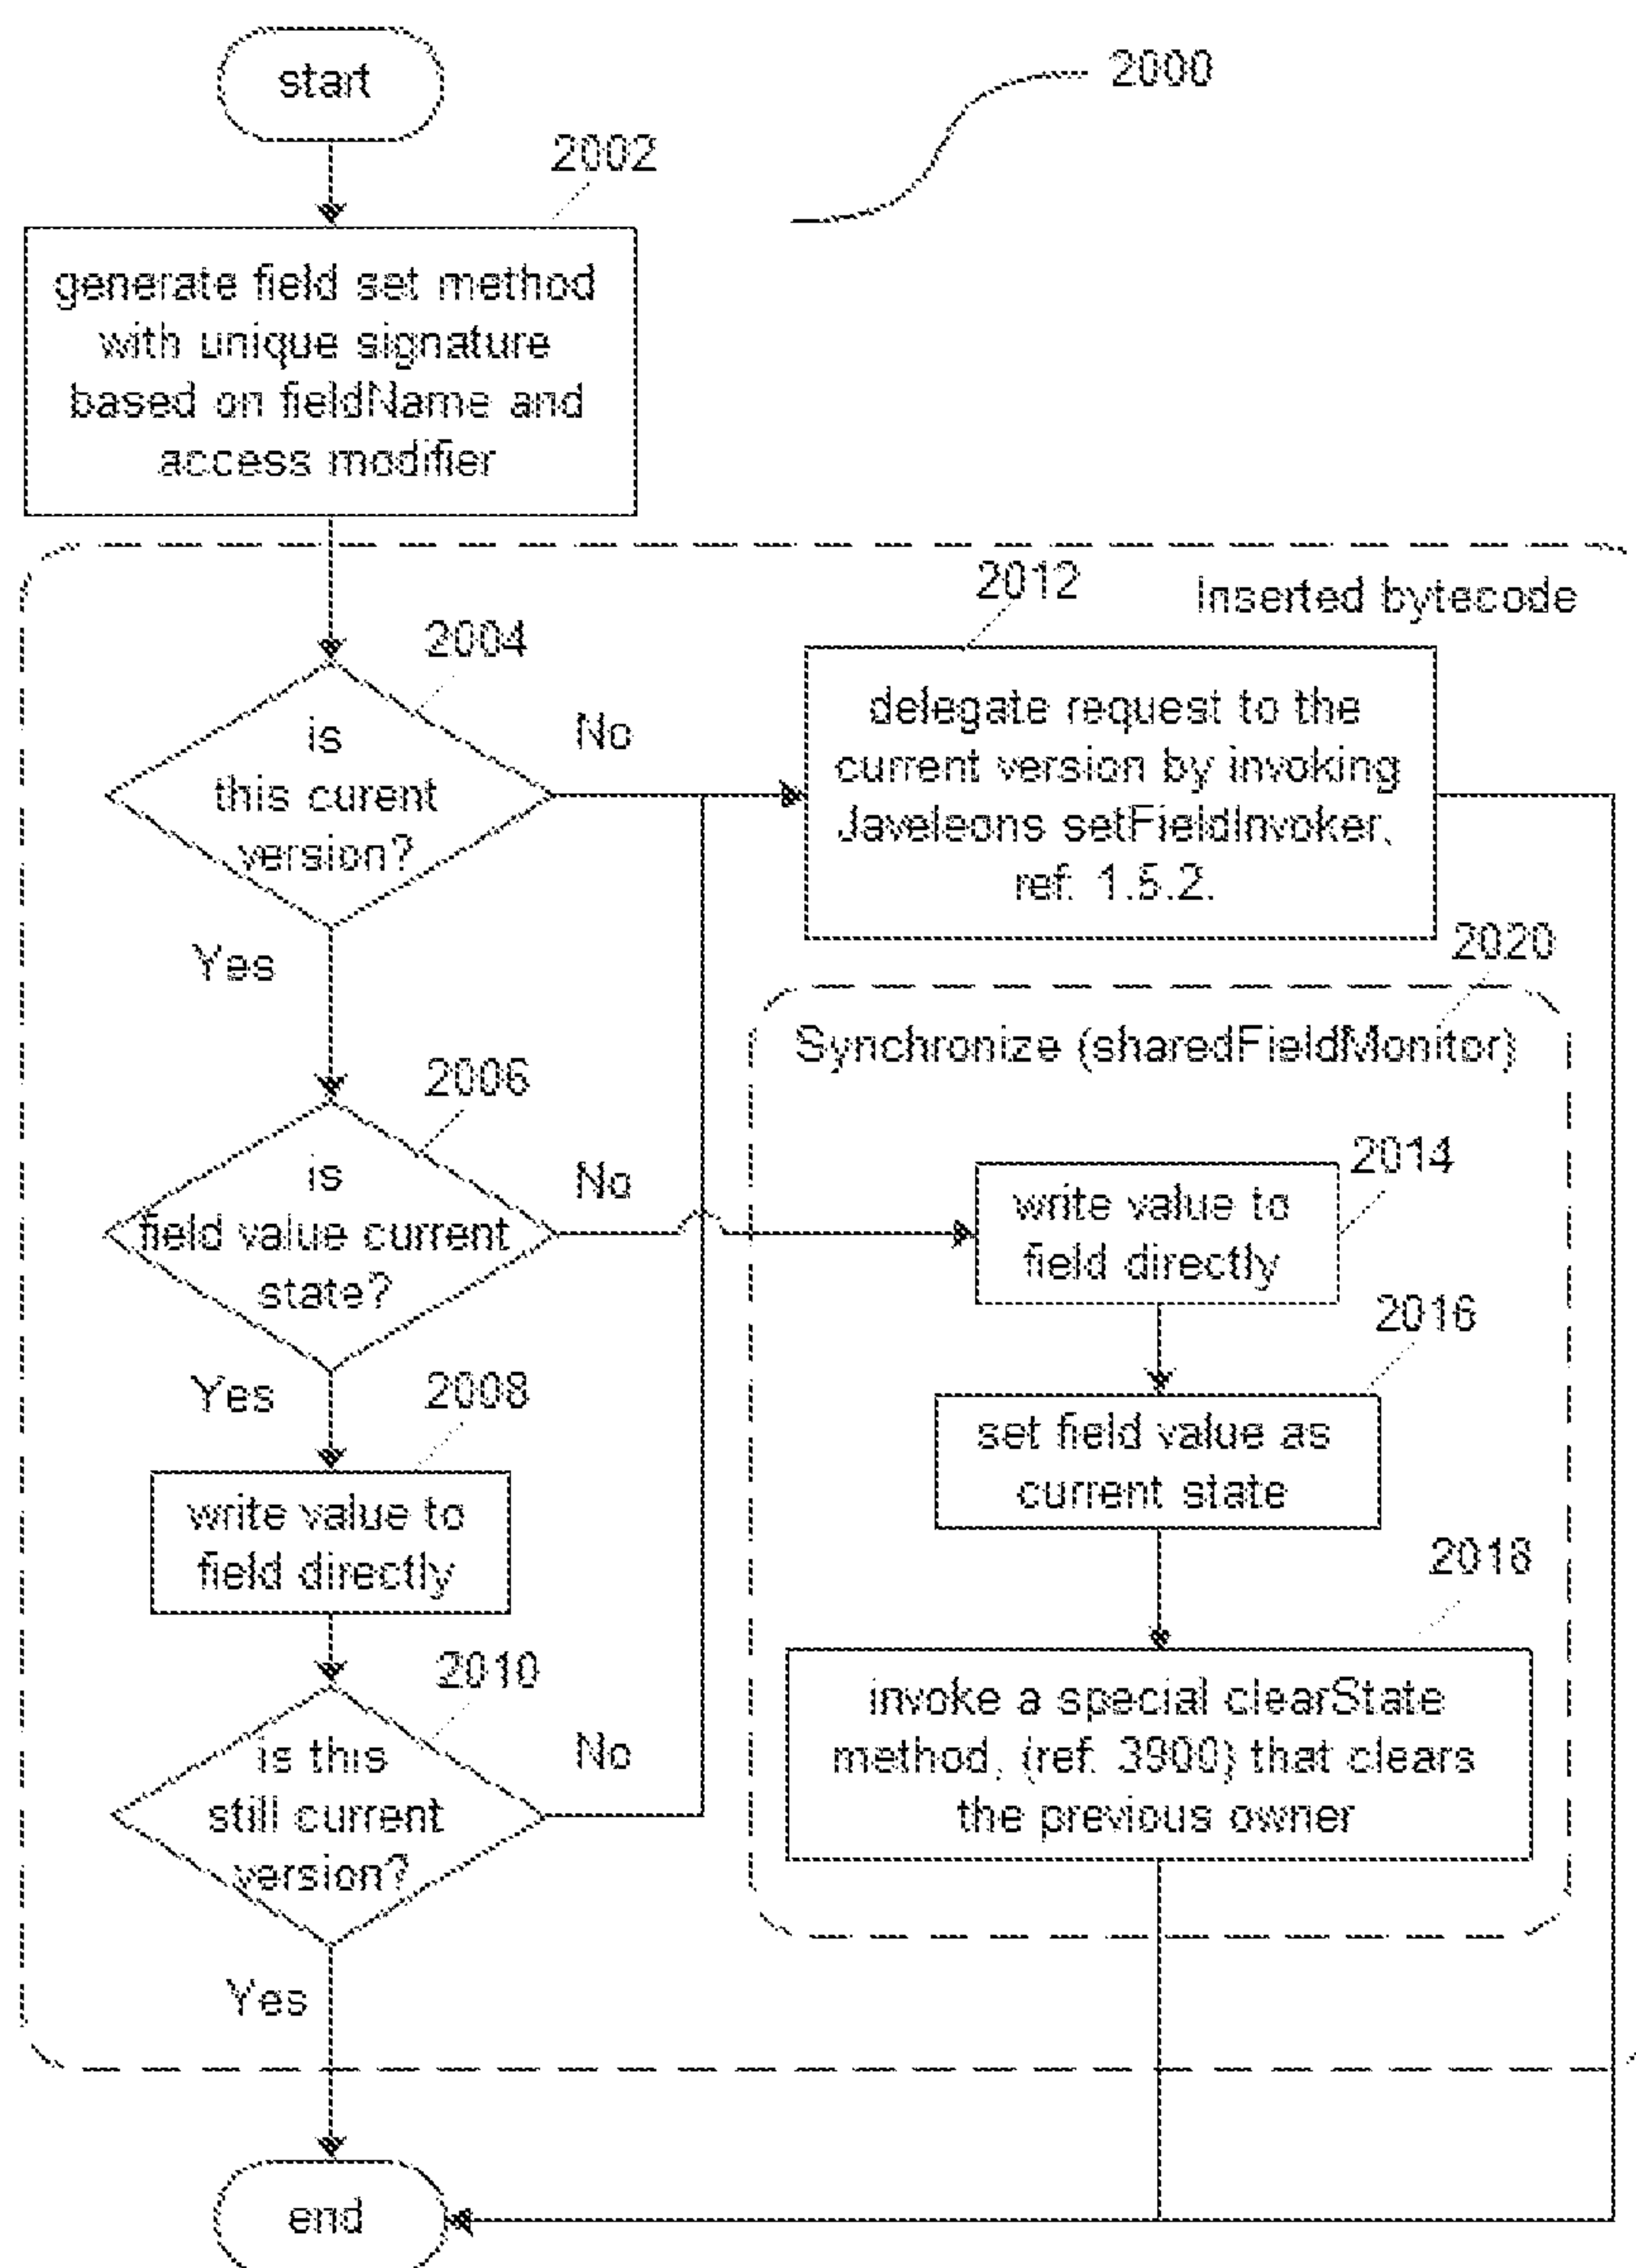 start
2000
2002
generate field set method
with unique signature
based on fieldName and
access modifier
2012
Inserted bytecode
2004
is
this curent
version?
No
delegate request to the
current version by invoking
Javeleons setFieldInvoker,
ref. 1.5.2.
Yes
2020
Synchronize (sharedFieldMonitor)
2006
is
field value current
state?
No
2014
write value to
field directly
2016
set field value as
current state
Yes
2008
write value to
field directly
2018
invoke a special clearState
method, (ref. 3900) that clears
the previous owner
2010
is this
still current
version?
No
Yes
end